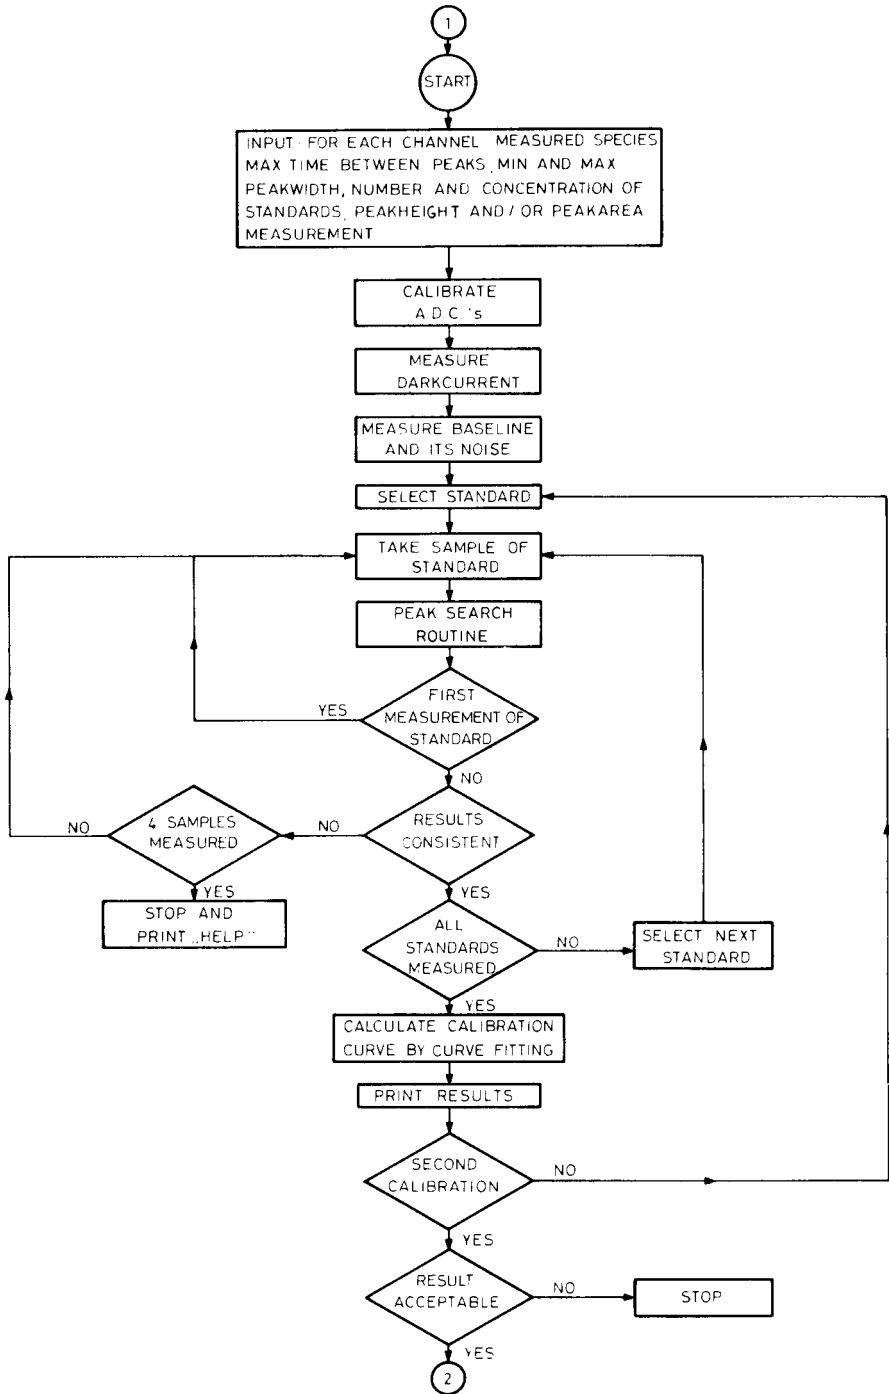 1
START
INPUT: FOR EACH CHANNEL MEASURED SPECIES
MAX TIME BETWEEN PEAKS, MIN AND MAX
PEAKWIDTH, NUMBER AND CONCENTRATION OF
STANDARDS, PEAKHEIGHT AND/OR PEAKAREA
MEASUREMENT
CALIBRATE
A.D.C.'s
MEASURE
DARKCURRENT
MEASURE BASELINE
AND ITS NOISE
SELECT STANDARD
TAKE SAMPLE OF
STANDARD
PEAK SEARCH
ROUTINE
FIRST
MEASUREMENT OF
STANDARD
YES
NO
RESULTS
CONSISTENT
NO
4 SAMPLES
MEASURED
NO
YES
STOP AND
PRINT „HELP"
YES
ALL
STANDARDS
MEASURED
NO
SELECT NEXT
STANDARD
YES
CALCULATE CALIBRATION
CURVE BY CURVE FITTING
PRINT RESULTS
SECOND
CALIBRATION
NO
YES
RESULT
ACCEPTABLE
NO
STOP
YES
2